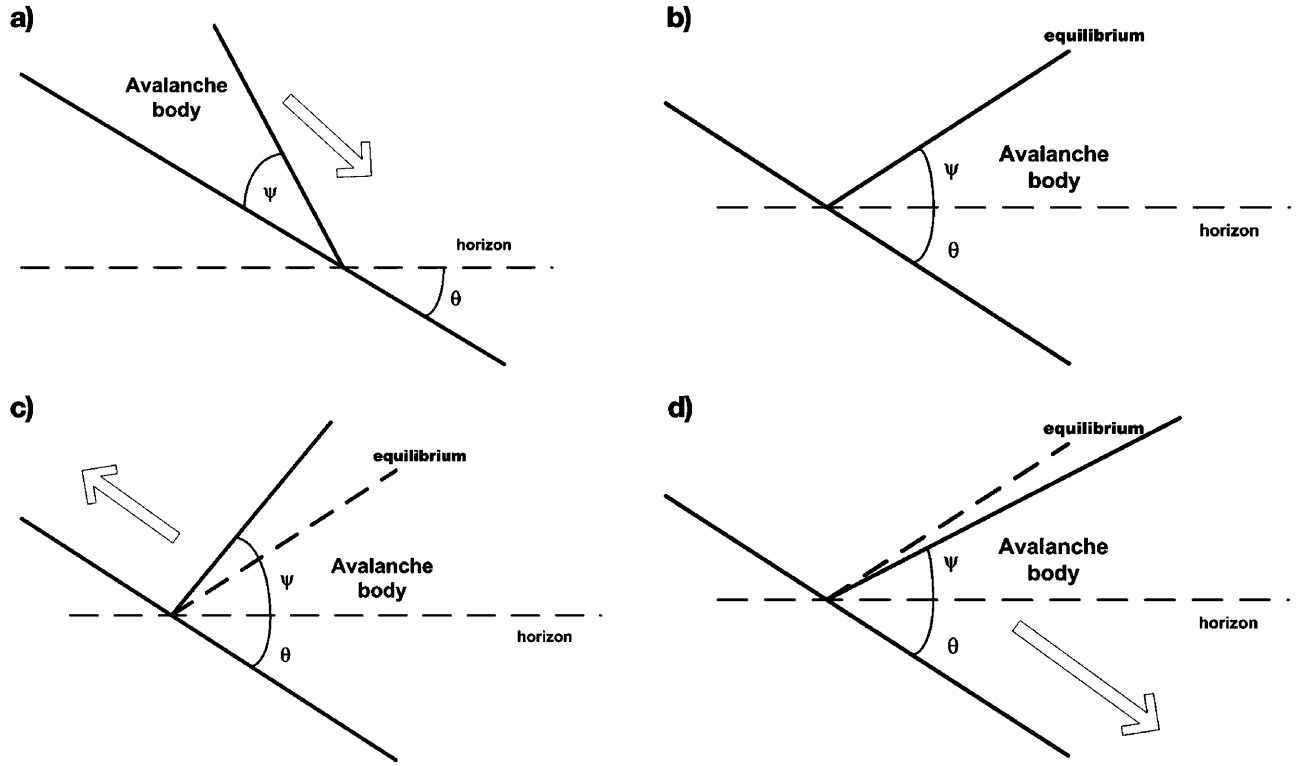 a)
Avalanche
body
ψ
horizon
θ
b)
equilibrium
Avalanche
body
ψ
horizon
θ
c)
equilibrium
Avalanche
body
ψ
horizon
θ
d)
equilibrium
Avalanche
body
ψ
horizon
θ